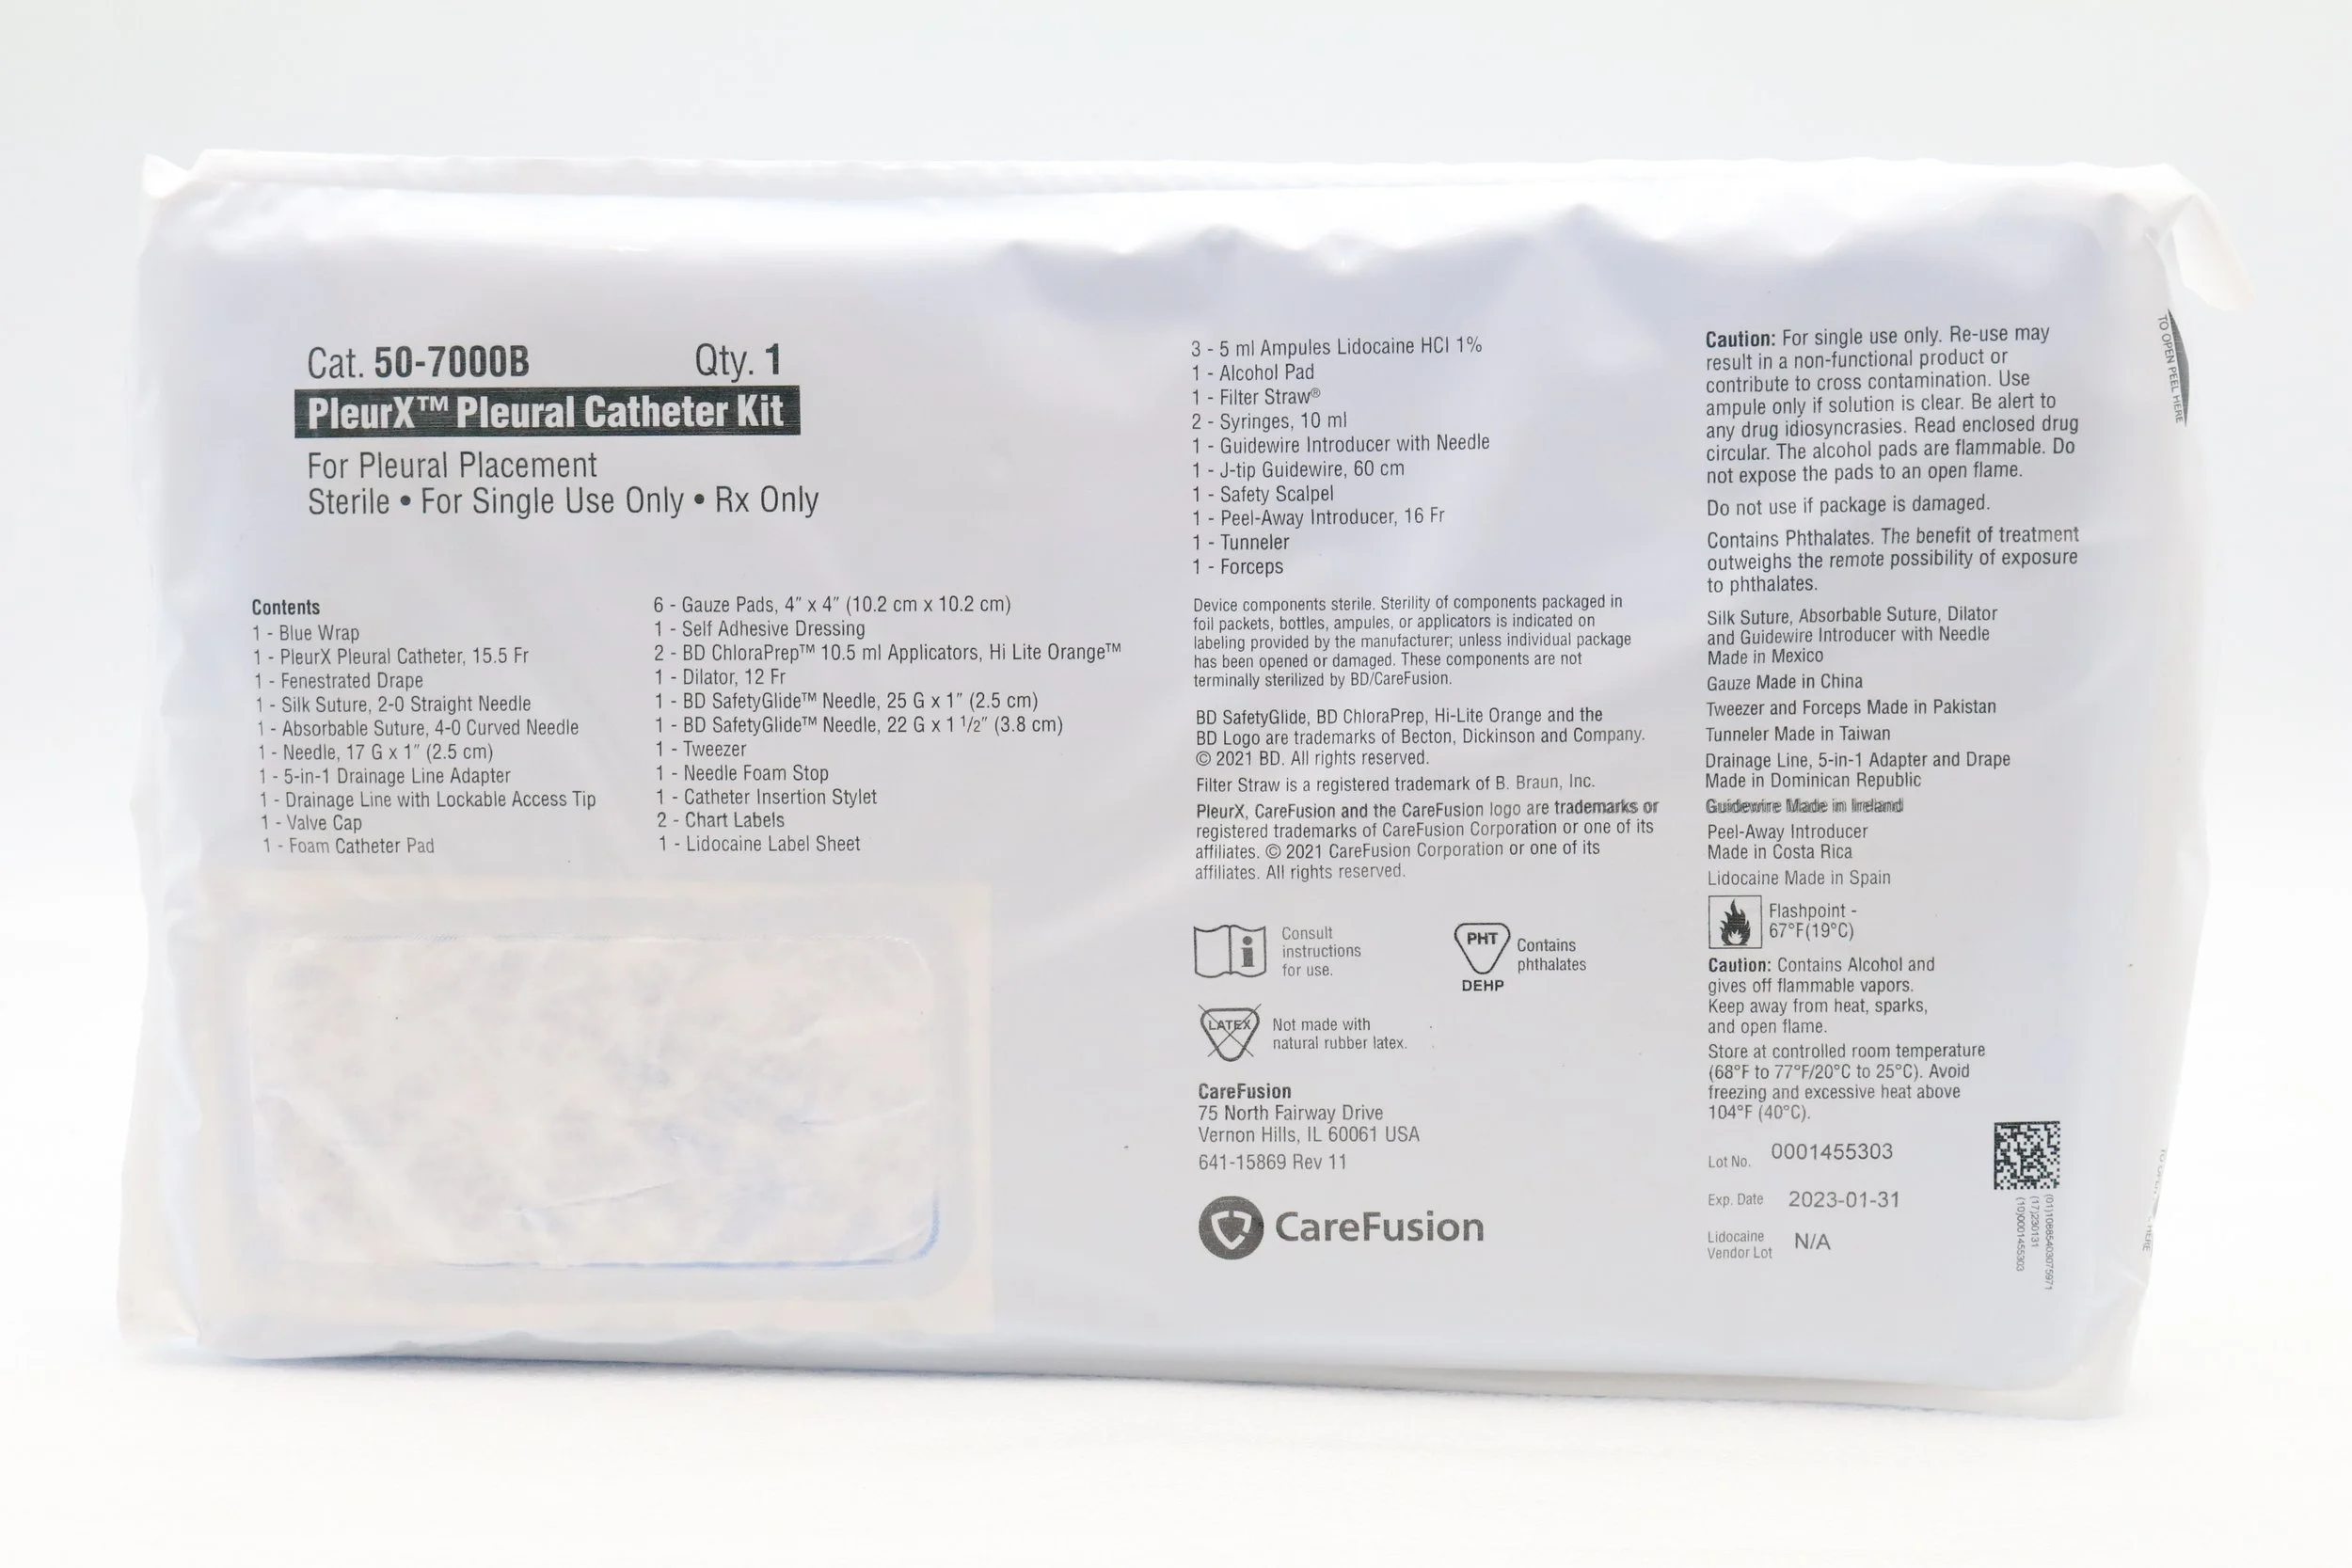 Cat. 50-7000B Qty. 1
PleurX™ Pleural Catheter Kit
For Pleural Placement
Sterile • For Single Use Only • Rx Only
Contents
1 - Blue Wrap
1 - PleurX Pleural Catheter, 15.5 Fr
1 - Fenestrated Drape
1 - Silk Suture, 2-0 Straight Needle
1 - Absorbable Suture, 4-0 Curved Needle
1 - Needle, 17 G x 1″ (2.5 cm)
1 - 5-in-1 Drainage Line Adapter
1 - Drainage Line with Lockable Access Tip
1 - Valve Cap
1 - Foam Catheter Pad
6 - Gauze Pads, 4″ x 4″ (10.2 cm x 10.2 cm)
1 - Self Adhesive Dressing
2 - BD ChloraPrep™ 10.5 ml Applicators, Hi Lite Orange™
1 - Dilator, 12 Fr
1 - BD SafetyGlide™ Needle, 25 G x 1″ (2.5 cm)
1 - BD SafetyGlide™ Needle, 22 G x 1 1/2″ (3.8 cm)
1 - Tweezer
1 - Needle Foam Stop
1 - Catheter Insertion Stylet
2 - Chart Labels
1 - Lidocaine Label Sheet
3 - 5 ml Ampules Lidocaine HCl 1%
1 - Alcohol Pad
1 - Filter Straw®
2 - Syringes, 10 ml
1 - Guidewire Introducer with Needle
1 - J-tip Guidewire, 60 cm
1 - Safety Scalpel
1 - Peel-Away Introducer, 16 Fr
1 - Tunneler
1 - Forceps
Device components sterile. Sterility of components packaged in
foil packets, bottles, ampules, or applicators is indicated on
labeling provided by the manufacturer; unless individual package
has been opened or damaged. These components are not
terminally sterilized by BD/CareFusion.
BD SafetyGlide, BD ChloraPrep, Hi-Lite Orange and the
BD Logo are trademarks of Becton, Dickinson and Company.
© 2021 BD. All rights reserved.
Filter Straw is a registered trademark of B. Braun, Inc.
PleurX, CareFusion and the CareFusion logo are trademarks or
registered trademarks of CareFusion Corporation or one of its
affiliates. © 2021 CareFusion Corporation or one of its
affiliates. All rights reserved.
Consult
instructions
for use.
PHT
DEHP
Contains
phthalates
LATEX
Not made with
natural rubber latex.
CareFusion
75 North Fairway Drive
Vernon Hills, IL 60061 USA
641-15869 Rev 11
CareFusion
Caution: For single use only. Re-use may
result in a non-functional product or
contribute to cross contamination. Use
ampule only if solution is clear. Be alert to
any drug idiosyncrasies. Read enclosed drug
circular. The alcohol pads are flammable. Do
not expose the pads to an open flame.
Do not use if package is damaged.
Contains Phthalates. The benefit of treatment
outweighs the remote possibility of exposure
to phthalates.
Silk Suture, Absorbable Suture, Dilator
and Guidewire Introducer with Needle
Made in Mexico
Gauze Made in China
Tweezer and Forceps Made in Pakistan
Tunneler Made in Taiwan
Drainage Line, 5-in-1 Adapter and Drape
Made in Dominican Republic
Guidewire Made in Ireland
Peel-Away Introducer
Made in Costa Rica
Lidocaine Made in Spain
Flashpoint -
67°F(19°C)
Caution: Contains Alcohol and
gives off flammable vapors.
Keep away from heat, sparks,
and open flame.
Store at controlled room temperature
(68°F to 77°F/20°C to 25°C). Avoid
freezing and excessive heat above
104°F (40°C).
Lot No. 0001455303
Exp. Date 2023-01-31
Lidocaine
Vendor Lot N/A
(01)10885403075971
(17)230131
(10)0001455303
TO OPEN PEEL HERE